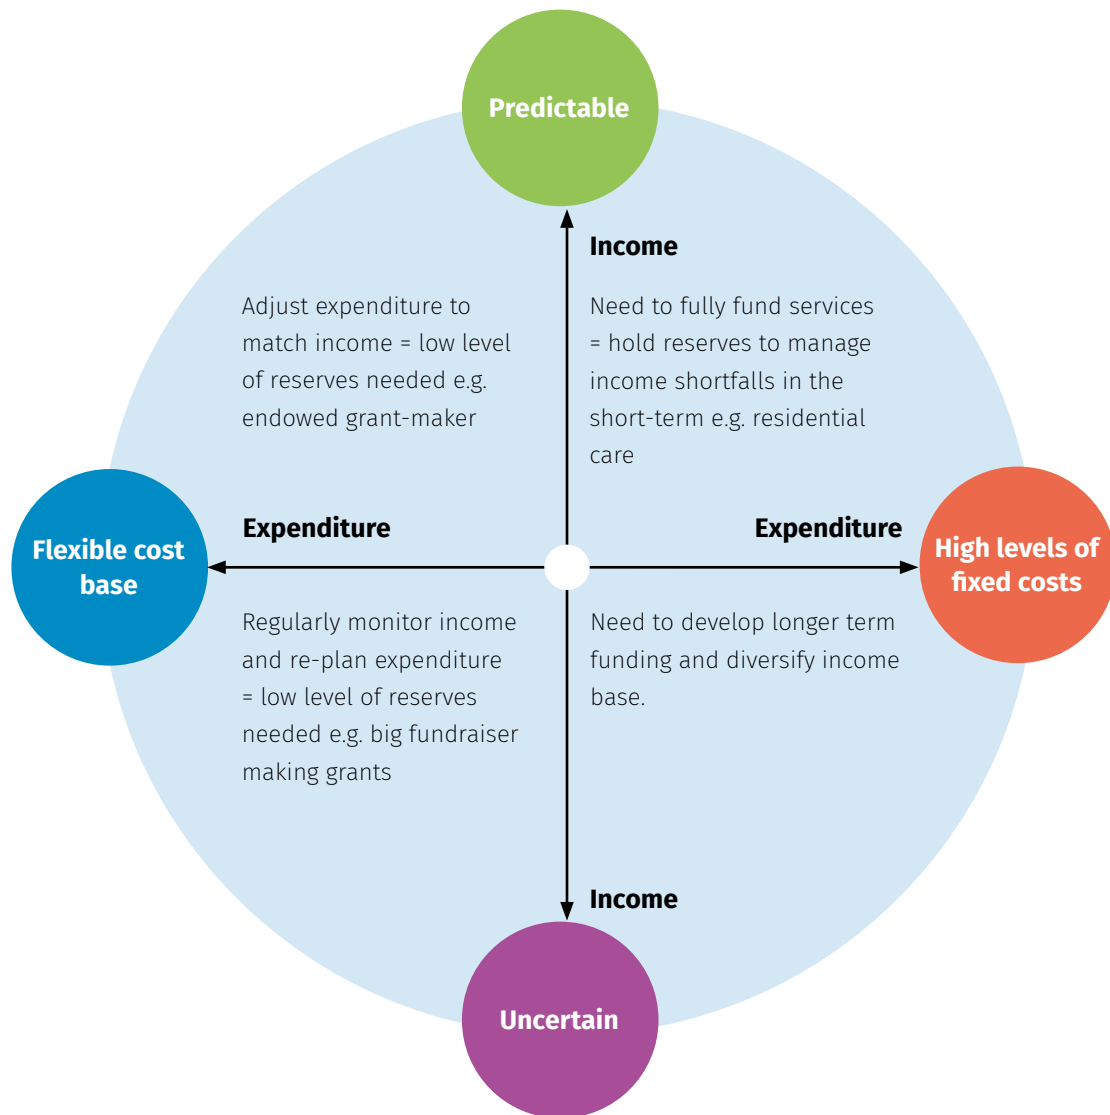 Predictable
Income
Adjust expenditure to
match income = low level
of reserves needed e.g.
endowed grant-maker
Need to fully fund services
= hold reserves to manage
income shortfalls in the
short-term e.g. residential
care
Flexible cost
base
Expenditure
Expenditure
High levels of
fixed costs
Regularly monitor income
and re-plan expenditure
= low level of reserves
needed e.g. big fundraiser
making grants
Need to develop longer term
funding and diversify income
base.
Income
Uncertain